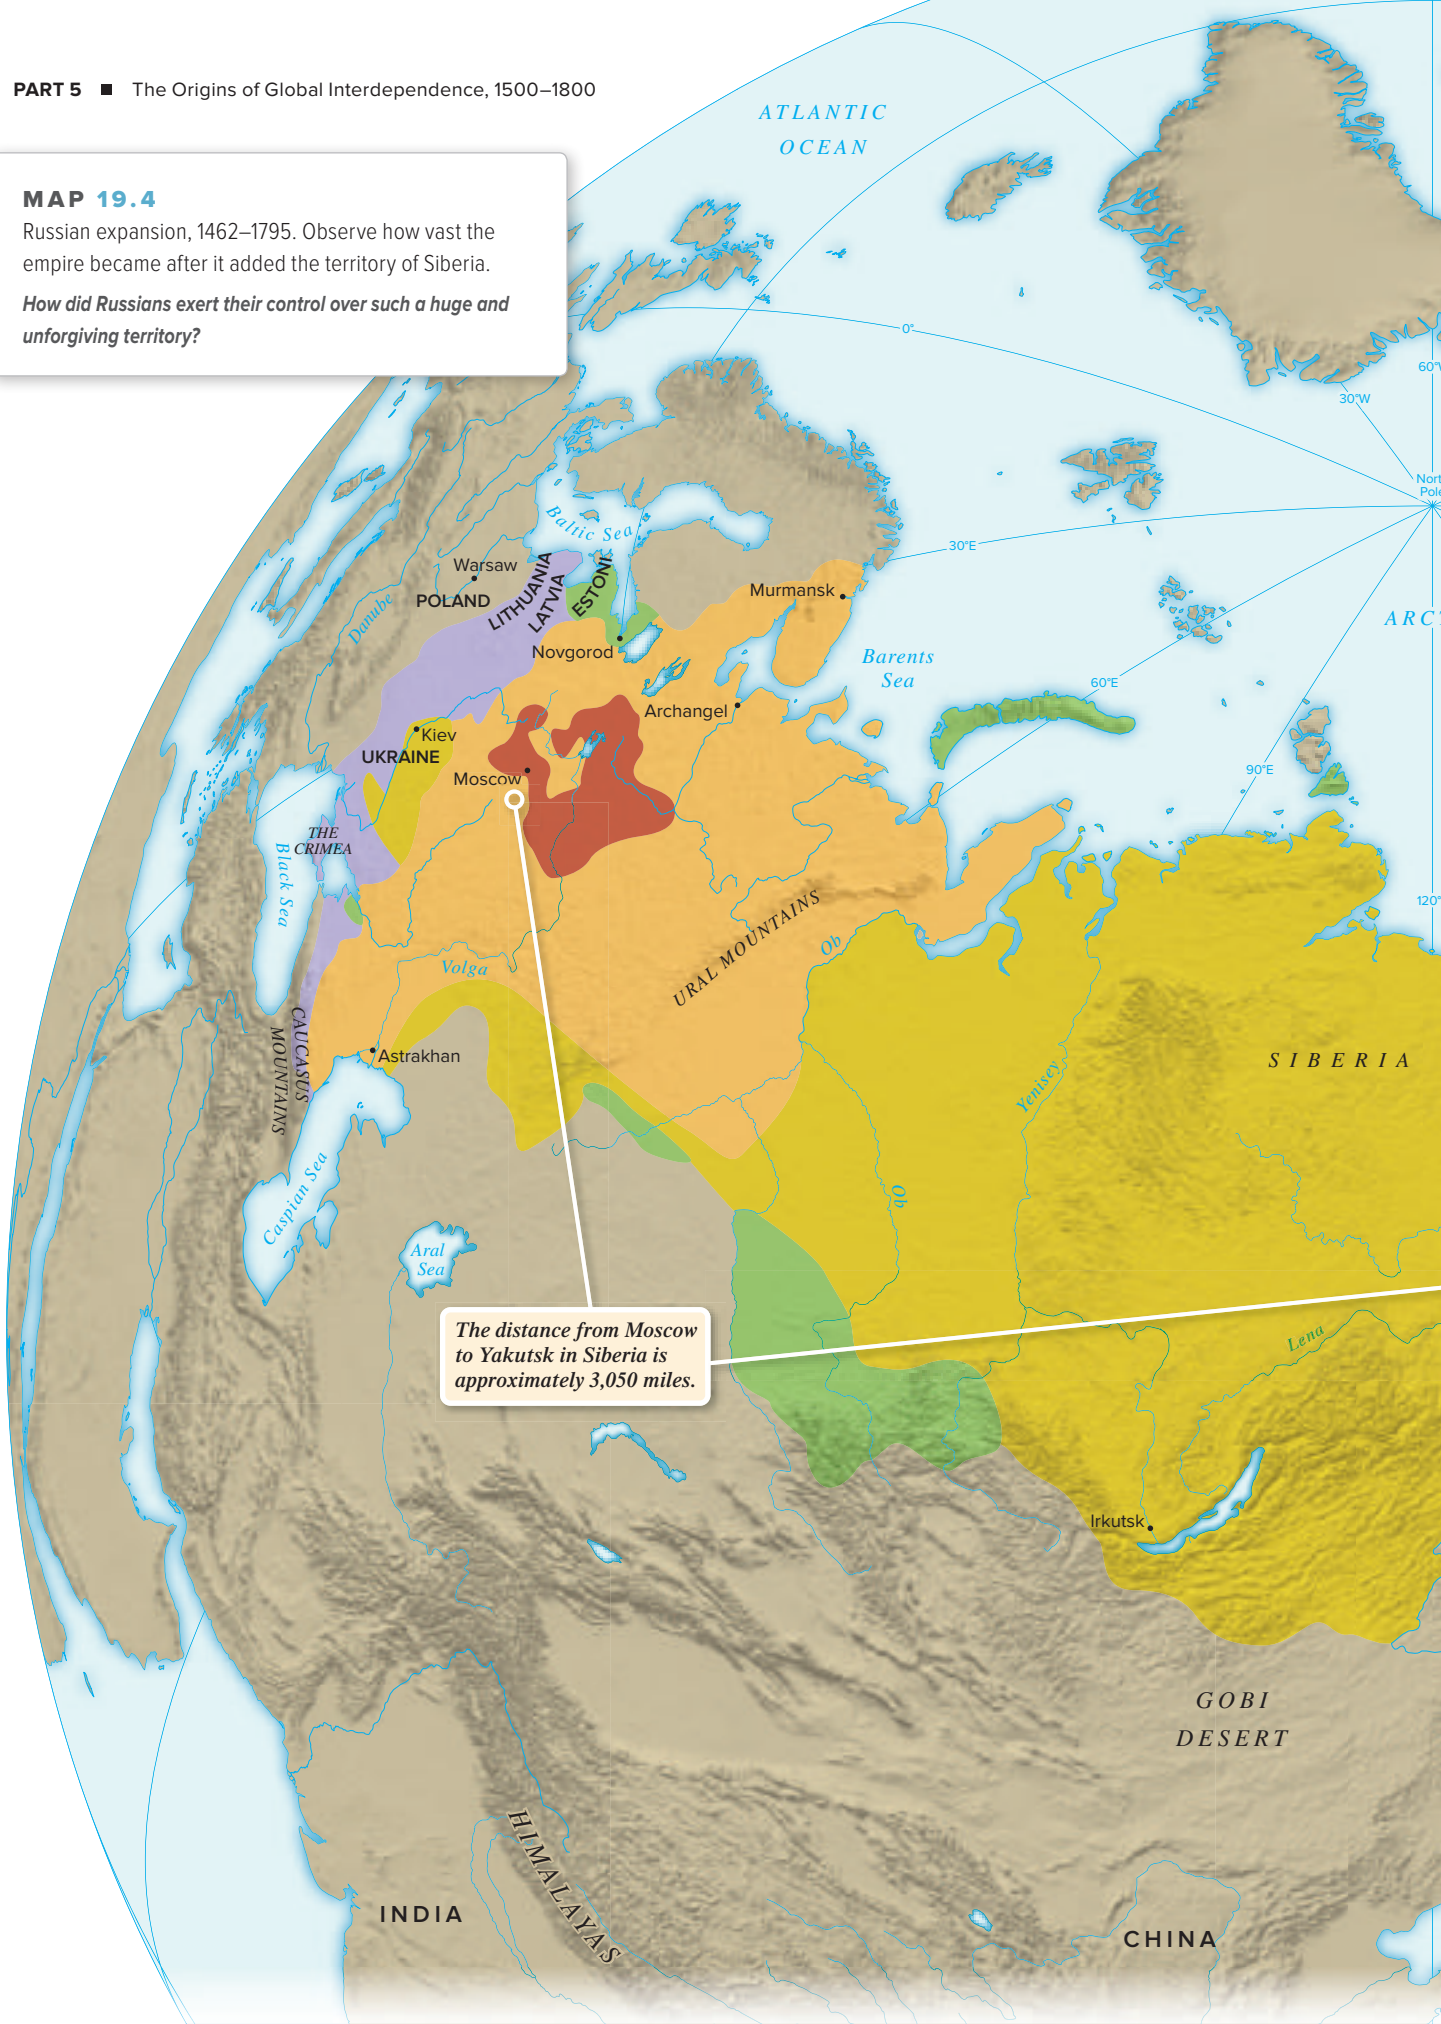 PART 5 ■ The Origins of Global Interdependence, 1500–1800
MAP 19.4
Russian expansion, 1462–1795. Observe how vast the
empire became after it added the territory of Siberia.
How did Russians exert their control over such a huge and
unforgiving territory?
ATLANTIC
OCEAN
0°
60°W
30°W
North
Pole
30°E
Baltic Sea
Warsaw
POLAND
LITHUANIA
LATVIA
ESTONI
Danube
Murmansk
Novgorod
Barents
Sea
ARCT
60°E
Archangel
Kiev
UKRAINE
Moscow
90°E
THE
CRIMEA
Black Sea
120°
URAL MOUNTAINS
Ob
Volga
CAUCASUS
MOUNTAINS
Astrakhan
SIBERIA
Yenisey
Caspian Sea
Ob
Aral
Sea
The distance from Moscow
to Yakutsk in Siberia is
approximately 3,050 miles.
Lena
Irkutsk
GOBI
DESERT
HIMALAYAS
INDIA
CHINA